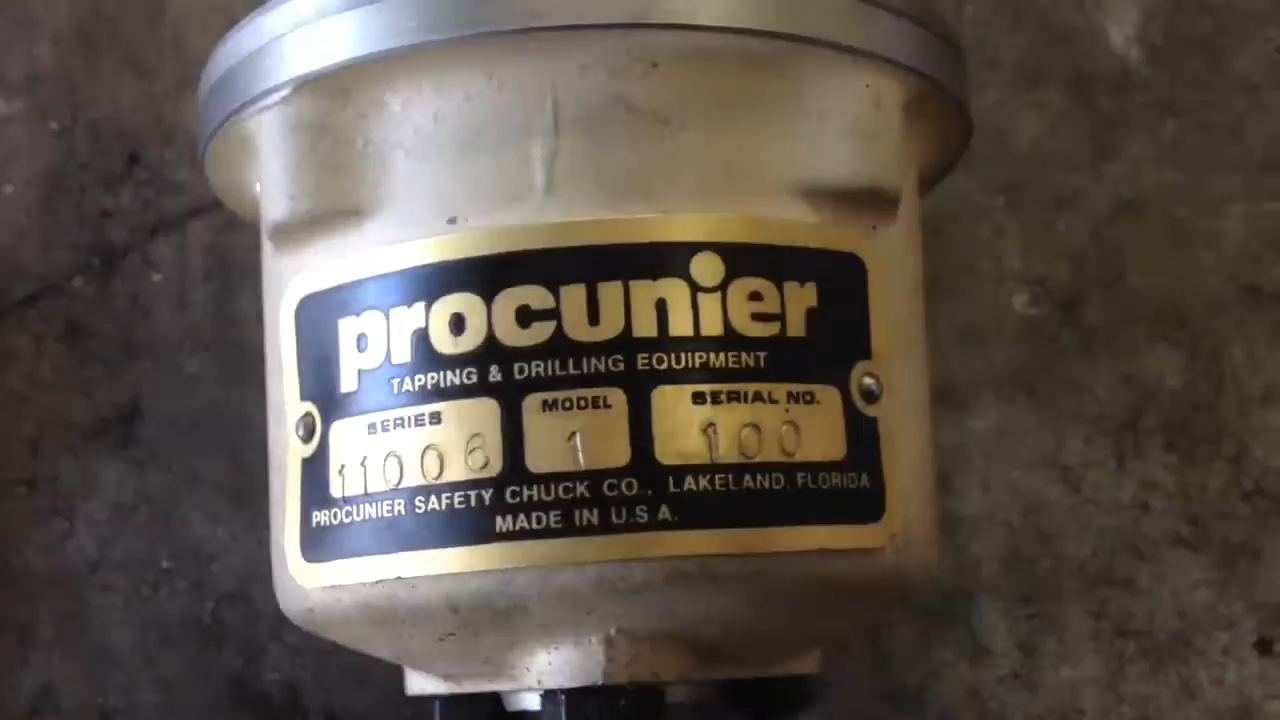 procunier
TAPPING & DRILLING EQUIPMENT
SERIES MODEL SERIAL NO.
11006 1 100
PROCUNIER SAFETY CHUCK CO., LAKELAND, FLORIDA
MADE IN U.S.A.